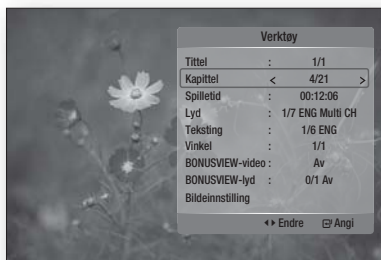 Verktøy
Tittel : 1/1
Kapittel < 4/21 >
Spilletid : 00:12:06
Lyd : 1/7 ENG Multi CH
Teksting : 1/6 ENG
Vinkel : 1/1
BONUSVIEW-video : Av
BONUSVIEW-lyd : 0/1 Av
Bildeinnstilling
Endre Angi